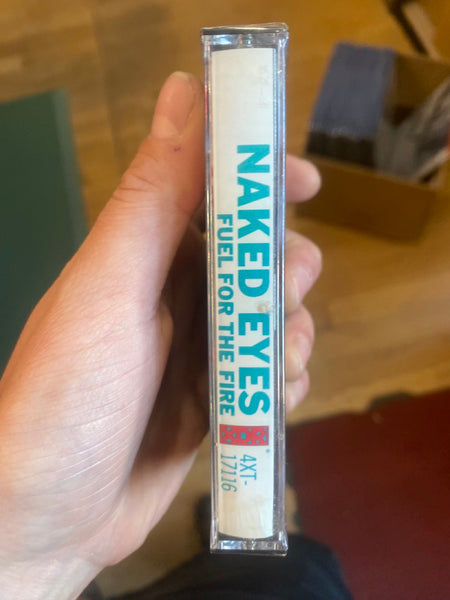 NAKED EYES
FUEL FOR THE FIRE
4XT-
17116